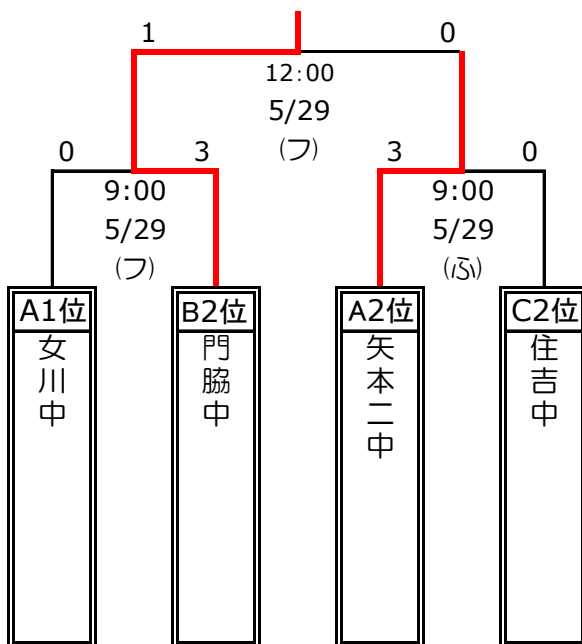 1
0
12:00
5/29
(フ)
0
3
3
0
9:00
5/29
(フ)
9:00
5/29
(ふ)
A1位
女川中
B2位
門脇中
A2位
矢本二中
C2位
住吉中